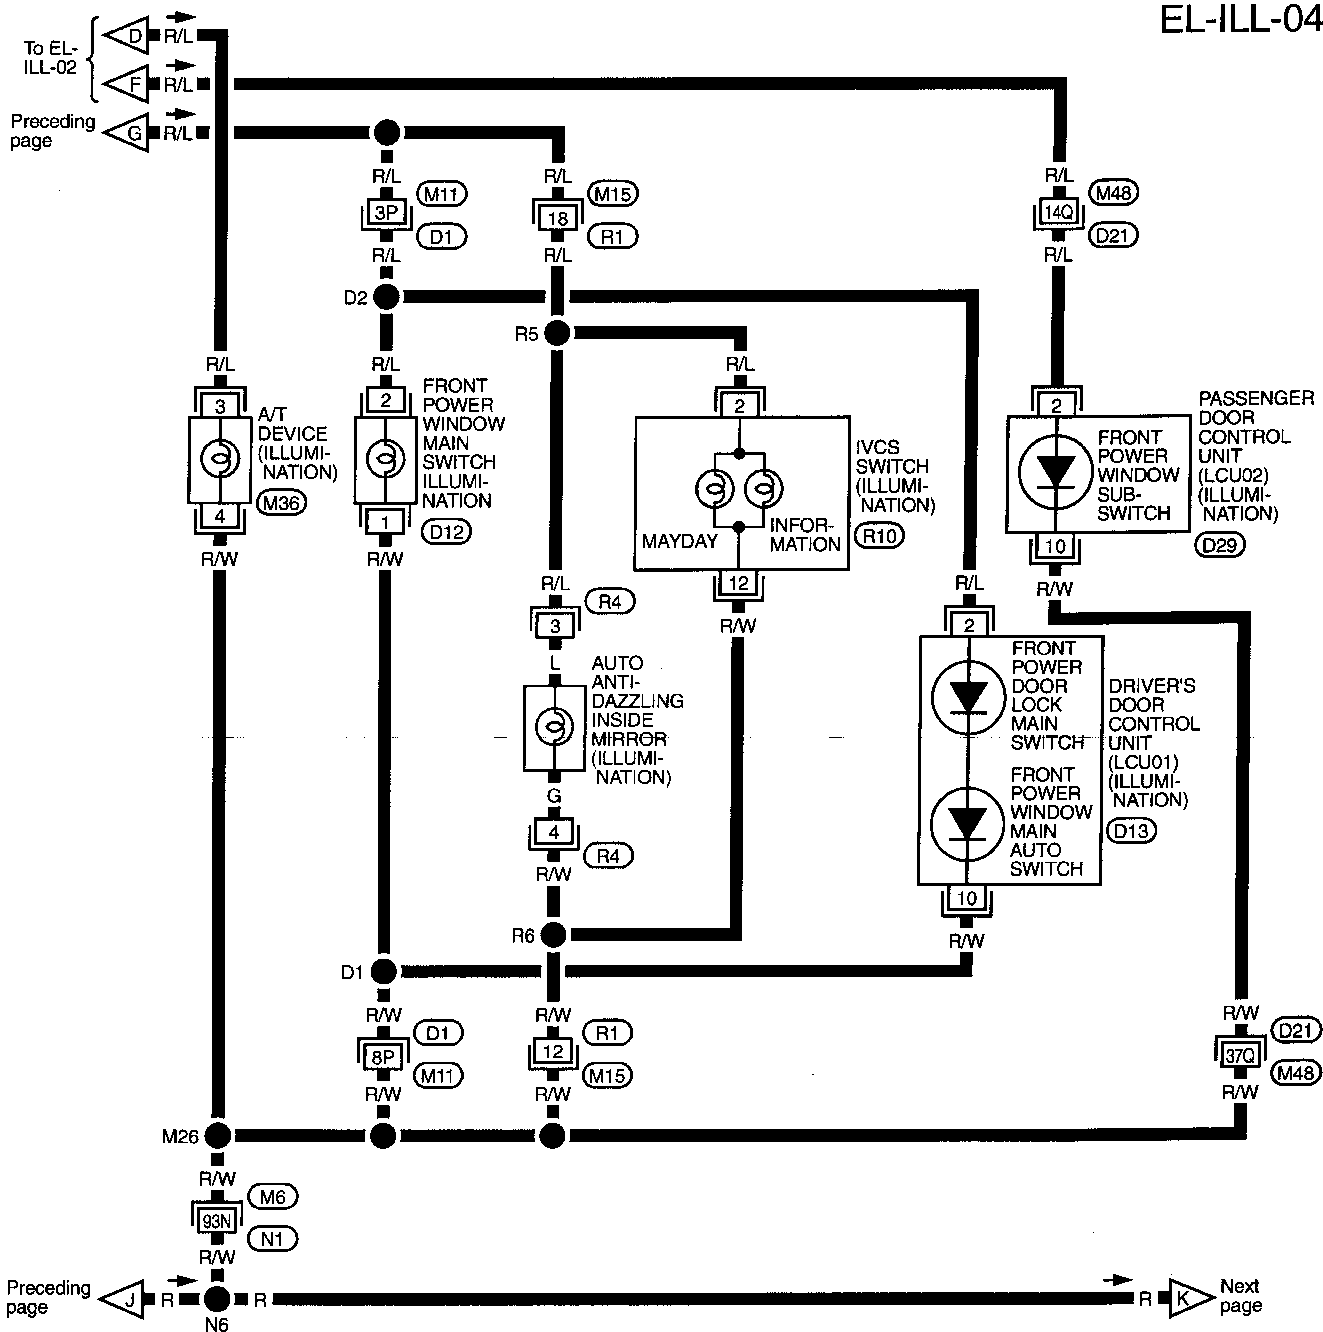 EL-ILL-04
To EL-
ILL-02
D
R/L
F
R/L
Preceding
page
G
R/L
R/L
M11
3P
D1
R/L
R/L
M15
18
R1
R/L
R/L
M48
14Q
D21
R/L
D2
R5
R/L
3
A/T
DEVICE
(ILLUMI-
NATION)
M36
4
R/W
R/L
2
FRONT
POWER
WINDOW
MAIN
SWITCH
ILLUMI-
NATION
1
D12
R/W
R/L
2
IVCS
SWITCH
(ILLUMI-
NATION)
R10
MAYDAY
INFOR-
MATION
12
R/W
2
FRONT
POWER
WINDOW
SUB-
SWITCH
PASSENGER
DOOR
CONTROL
UNIT
(LCU02)
(ILLUMI-
NATION)
D29
10
R/W
R/L
R4
3
L
AUTO
ANTI-
DAZZLING
INSIDE
MIRROR
(ILLUMI-
NATION)
G
4
R4
R/W
R/L
2
FRONT
POWER
DOOR
LOCK
MAIN
SWITCH
FRONT
POWER
WINDOW
MAIN
AUTO
SWITCH
DRIVER'S
DOOR
CONTROL
UNIT
(LCU01)
(ILLUMI-
NATION)
D13
10
R/W
R6
D1
R/W
D1
8P
M11
R/W
R/W
R1
12
M15
R/W
R/W
D21
37Q
M48
R/W
M26
R/W
M6
93N
N1
R/W
Preceding
page
J
R
N6
R
R
K
Next
page